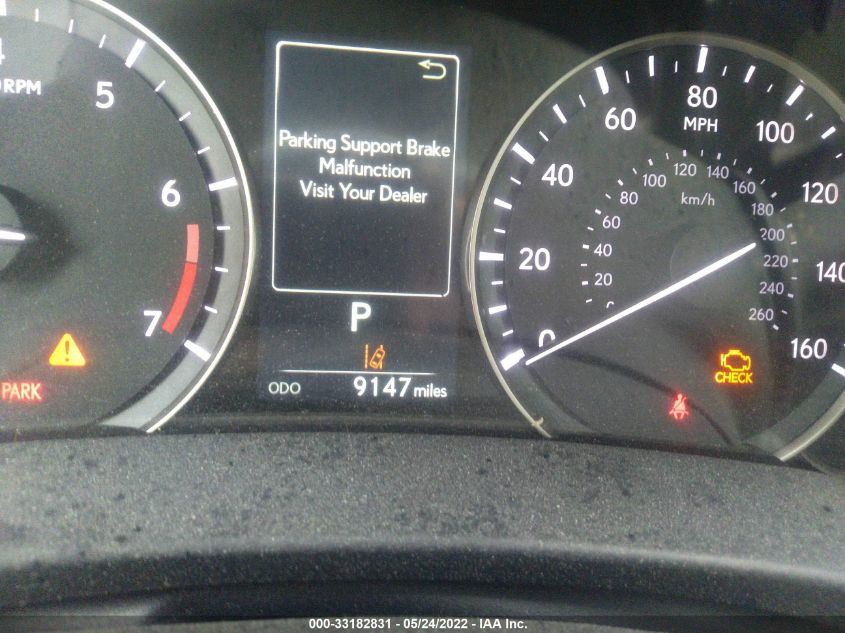 4
RPM
5
6
7
PARK
Parking Support Brake
Malfunction
Visit Your Dealer
P
ODO 9147 miles
0
20
40
60
80
100
120
140
160
MPH
20
40
60
80
100
120
140
160
180
200
220
240
260
km/h
CHECK
000-33182831 - 05/24/2022 - IAA Inc.